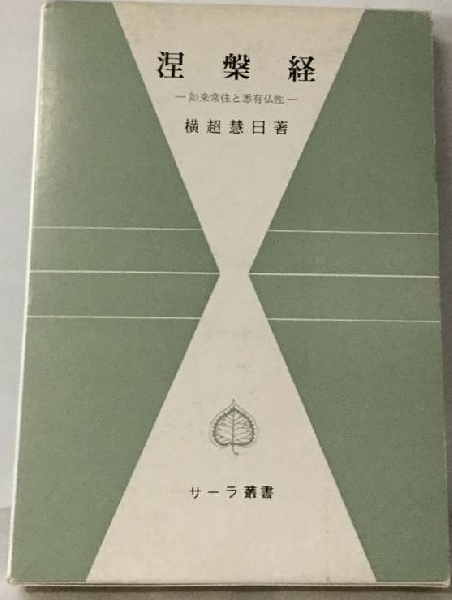 涅槃経
―如来常住と悉有仏性―
横超慧日著
サーラ叢書